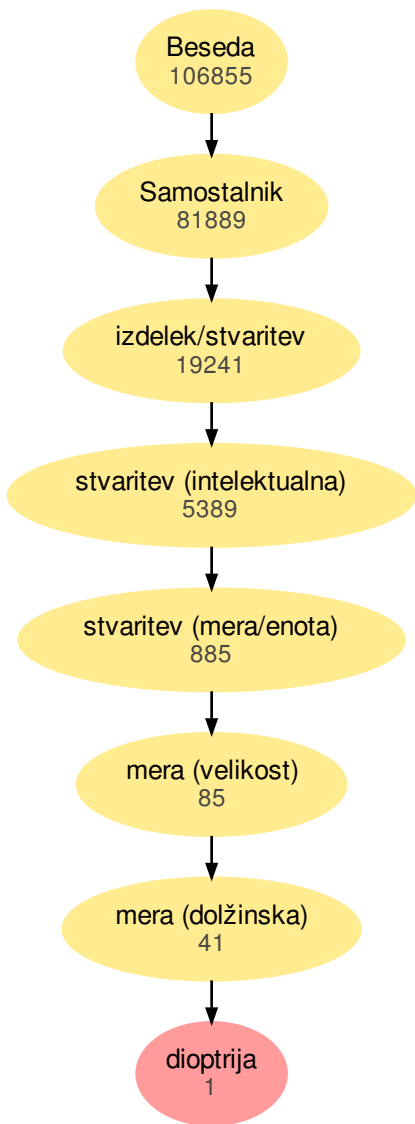 Beseda
106855
Samostalnik
81889
izdelek/stvaritev
19241
stvaritev (intelektualna)
5389
stvaritev (mera/enota)
885
mera (velikost)
85
mera (dolžinska)
41
dioptrija
1